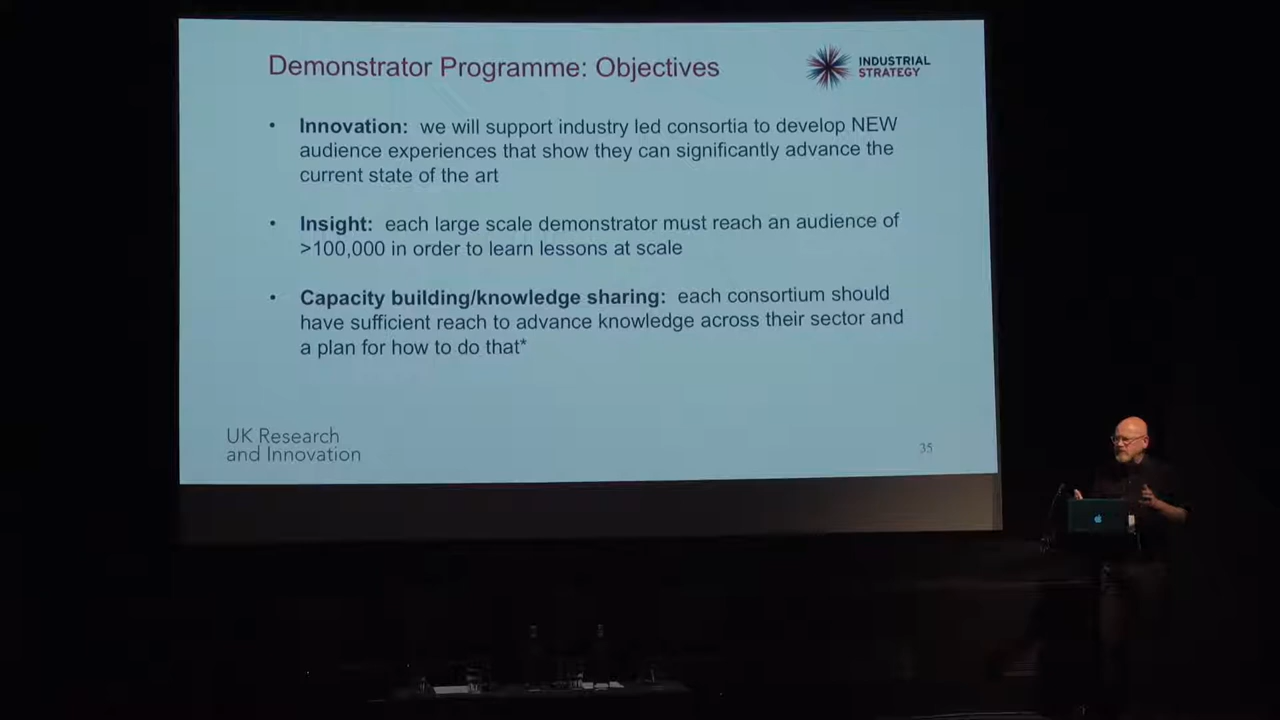 Demonstrator Programme: Objectives
INDUSTRIAL
STRATEGY
• Innovation: we will support industry led consortia to develop NEW
audience experiences that show they can significantly advance the
current state of the art
• Insight: each large scale demonstrator must reach an audience of
>100,000 in order to learn lessons at scale
• Capacity building/knowledge sharing: each consortium should
have sufficient reach to advance knowledge across their sector and
a plan for how to do that*
UK Research
and Innovation
35